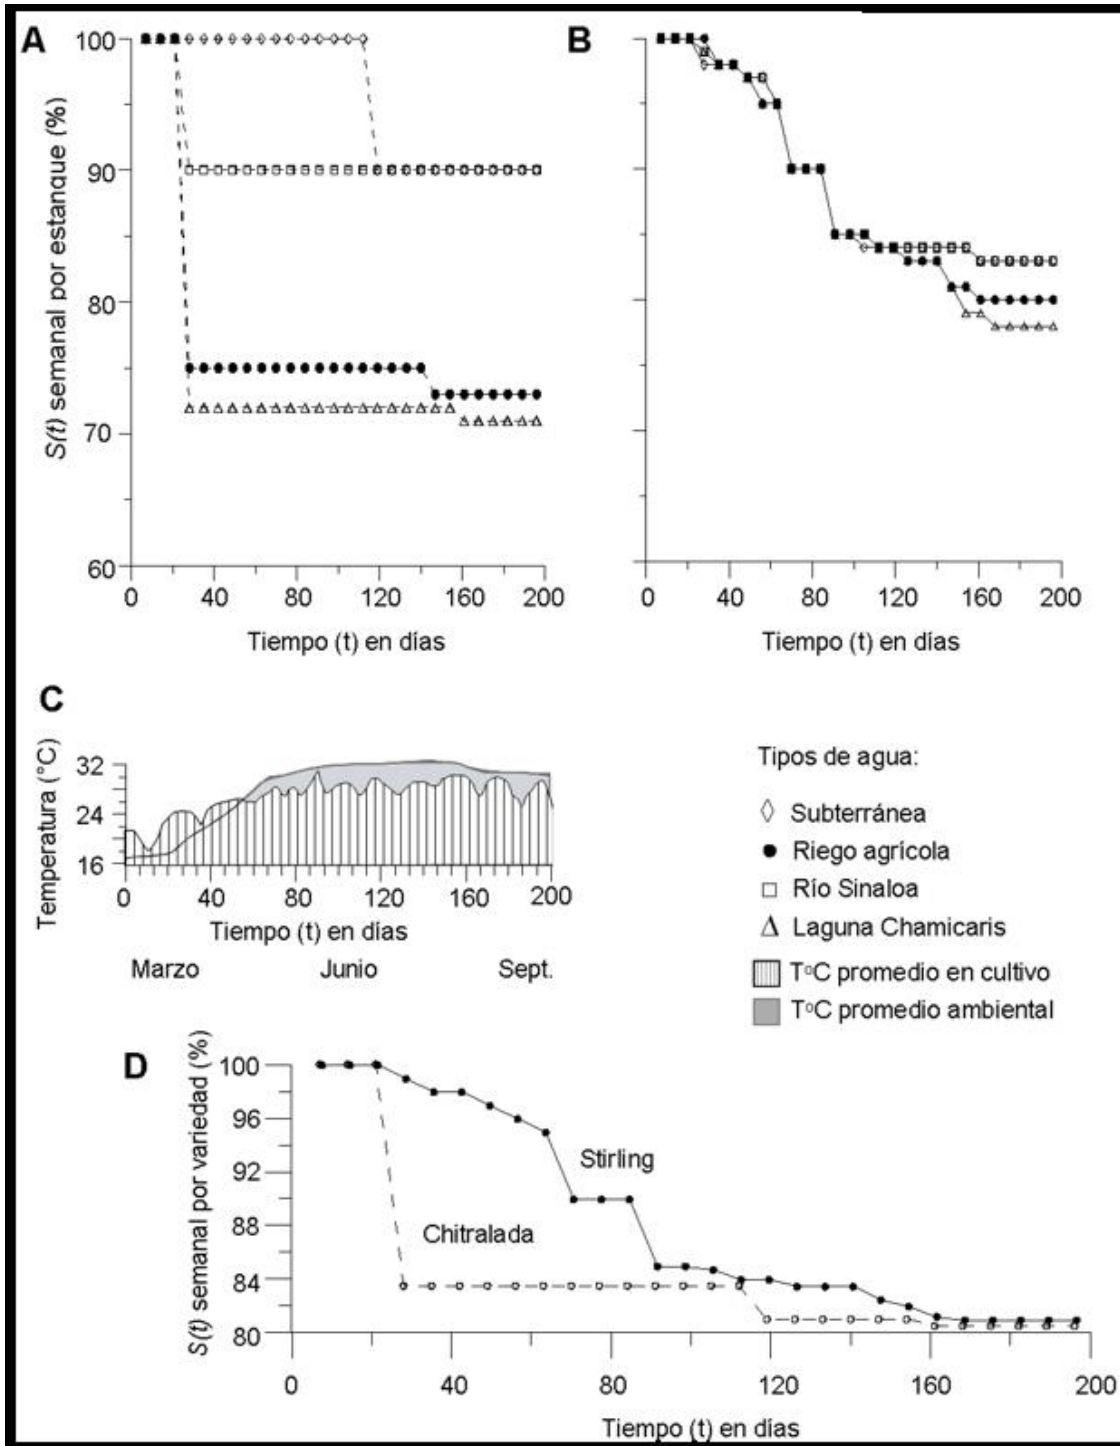 A
B
S(t) semanal por estanque (%)
100
90
80
70
60
0 40 80 120 160 200
Tiempo (t) en días
0 40 80 120 160 200
Tiempo (t) en días
C
Temperatura (°C)
32
24
16
0 40 80 120 160 200
Tiempo (t) en días
Marzo Junio Sept.
Tipos de agua:
Subterránea
Riego agrícola
Río Sinaloa
Laguna Chamicaris
TºC promedio en cultivo
TºC promedio ambiental
D
S(t) semanal por variedad (%)
100
96
92
88
84
80
Stirling
Chitralada
0 40 80 120 160 200
Tiempo (t) en días